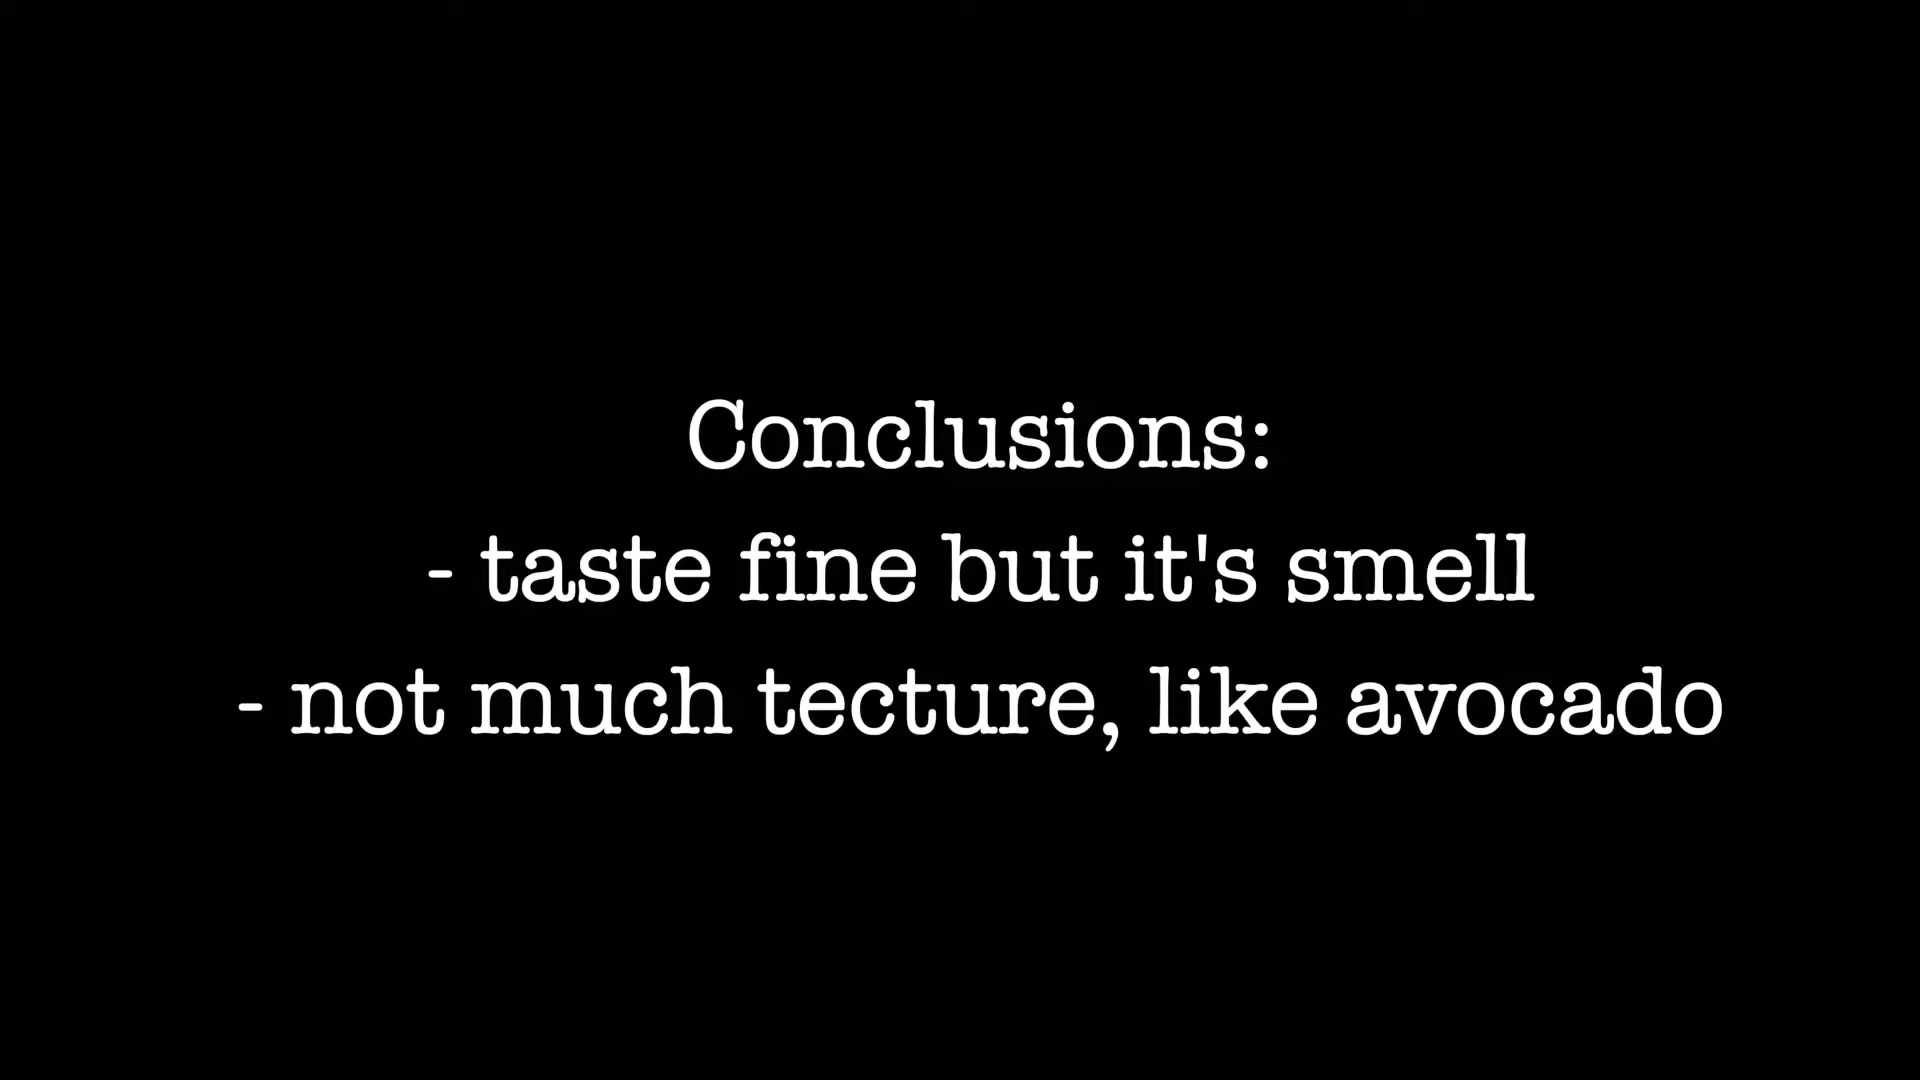 Conclusions:
- taste fine but it's smell
- not much tecture, like avocado